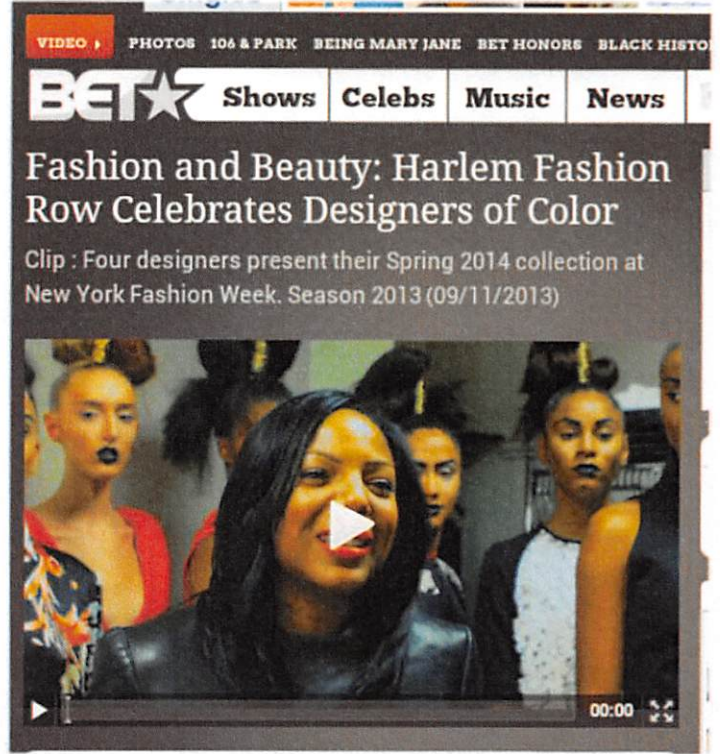 VIDEO PHOTOS 106 & PARK BEING MARY JANE BET HONORS BLACK HISTO
BET Shows Celebs Music News
Fashion and Beauty: Harlem Fashion
Row Celebrates Designers of Color
Clip : Four designers present their Spring 2014 collection at
New York Fashion Week. Season 2013 (09/11/2013)
00:00